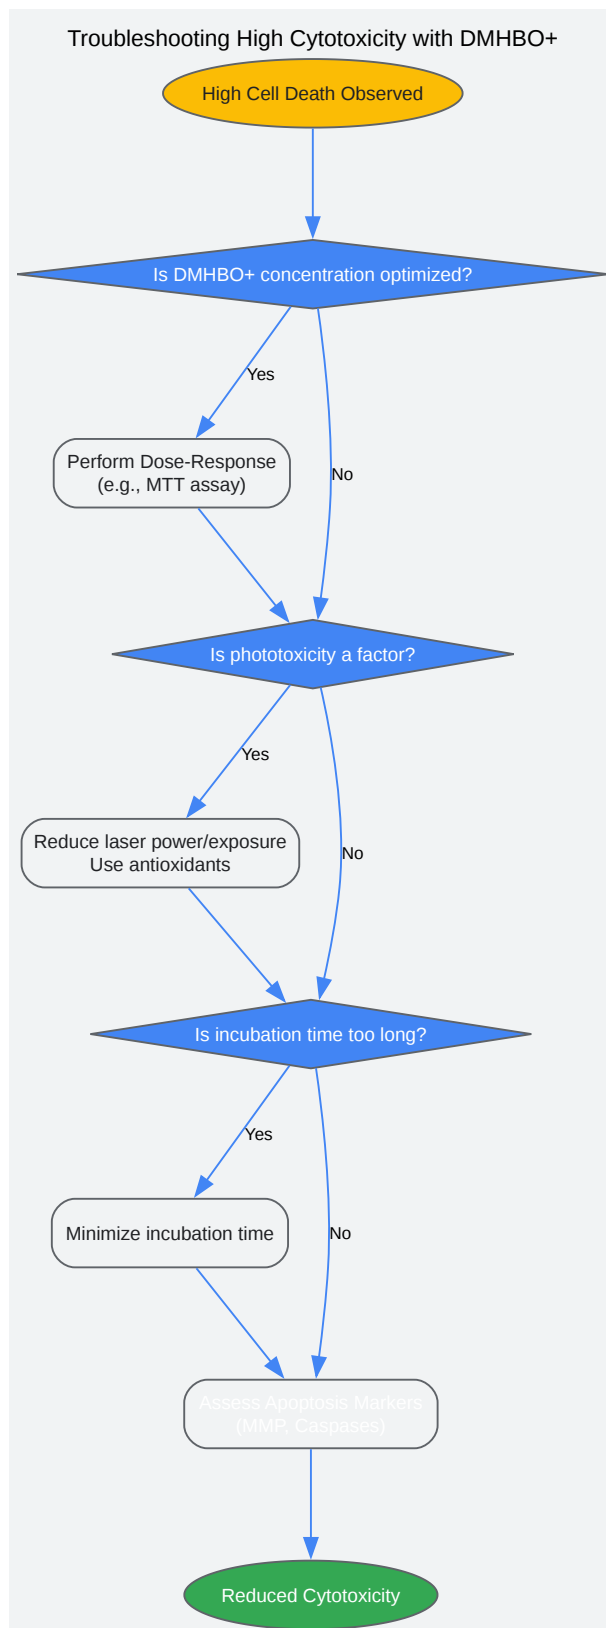 Troubleshooting High Cytotoxicity with DMHBO+
High Cell Death Observed
Is DMHBO+ concentration optimized?
Yes
Perform Dose-Response
(e.g., MTT assay)
No
Is phototoxicity a factor?
Yes
Reduce laser power/exposure
Use antioxidants
No
Is incubation time too long?
Yes
Minimize incubation time
No
Assess Apoptosis Markers
(MMP, Caspases)
Reduced Cytotoxicity